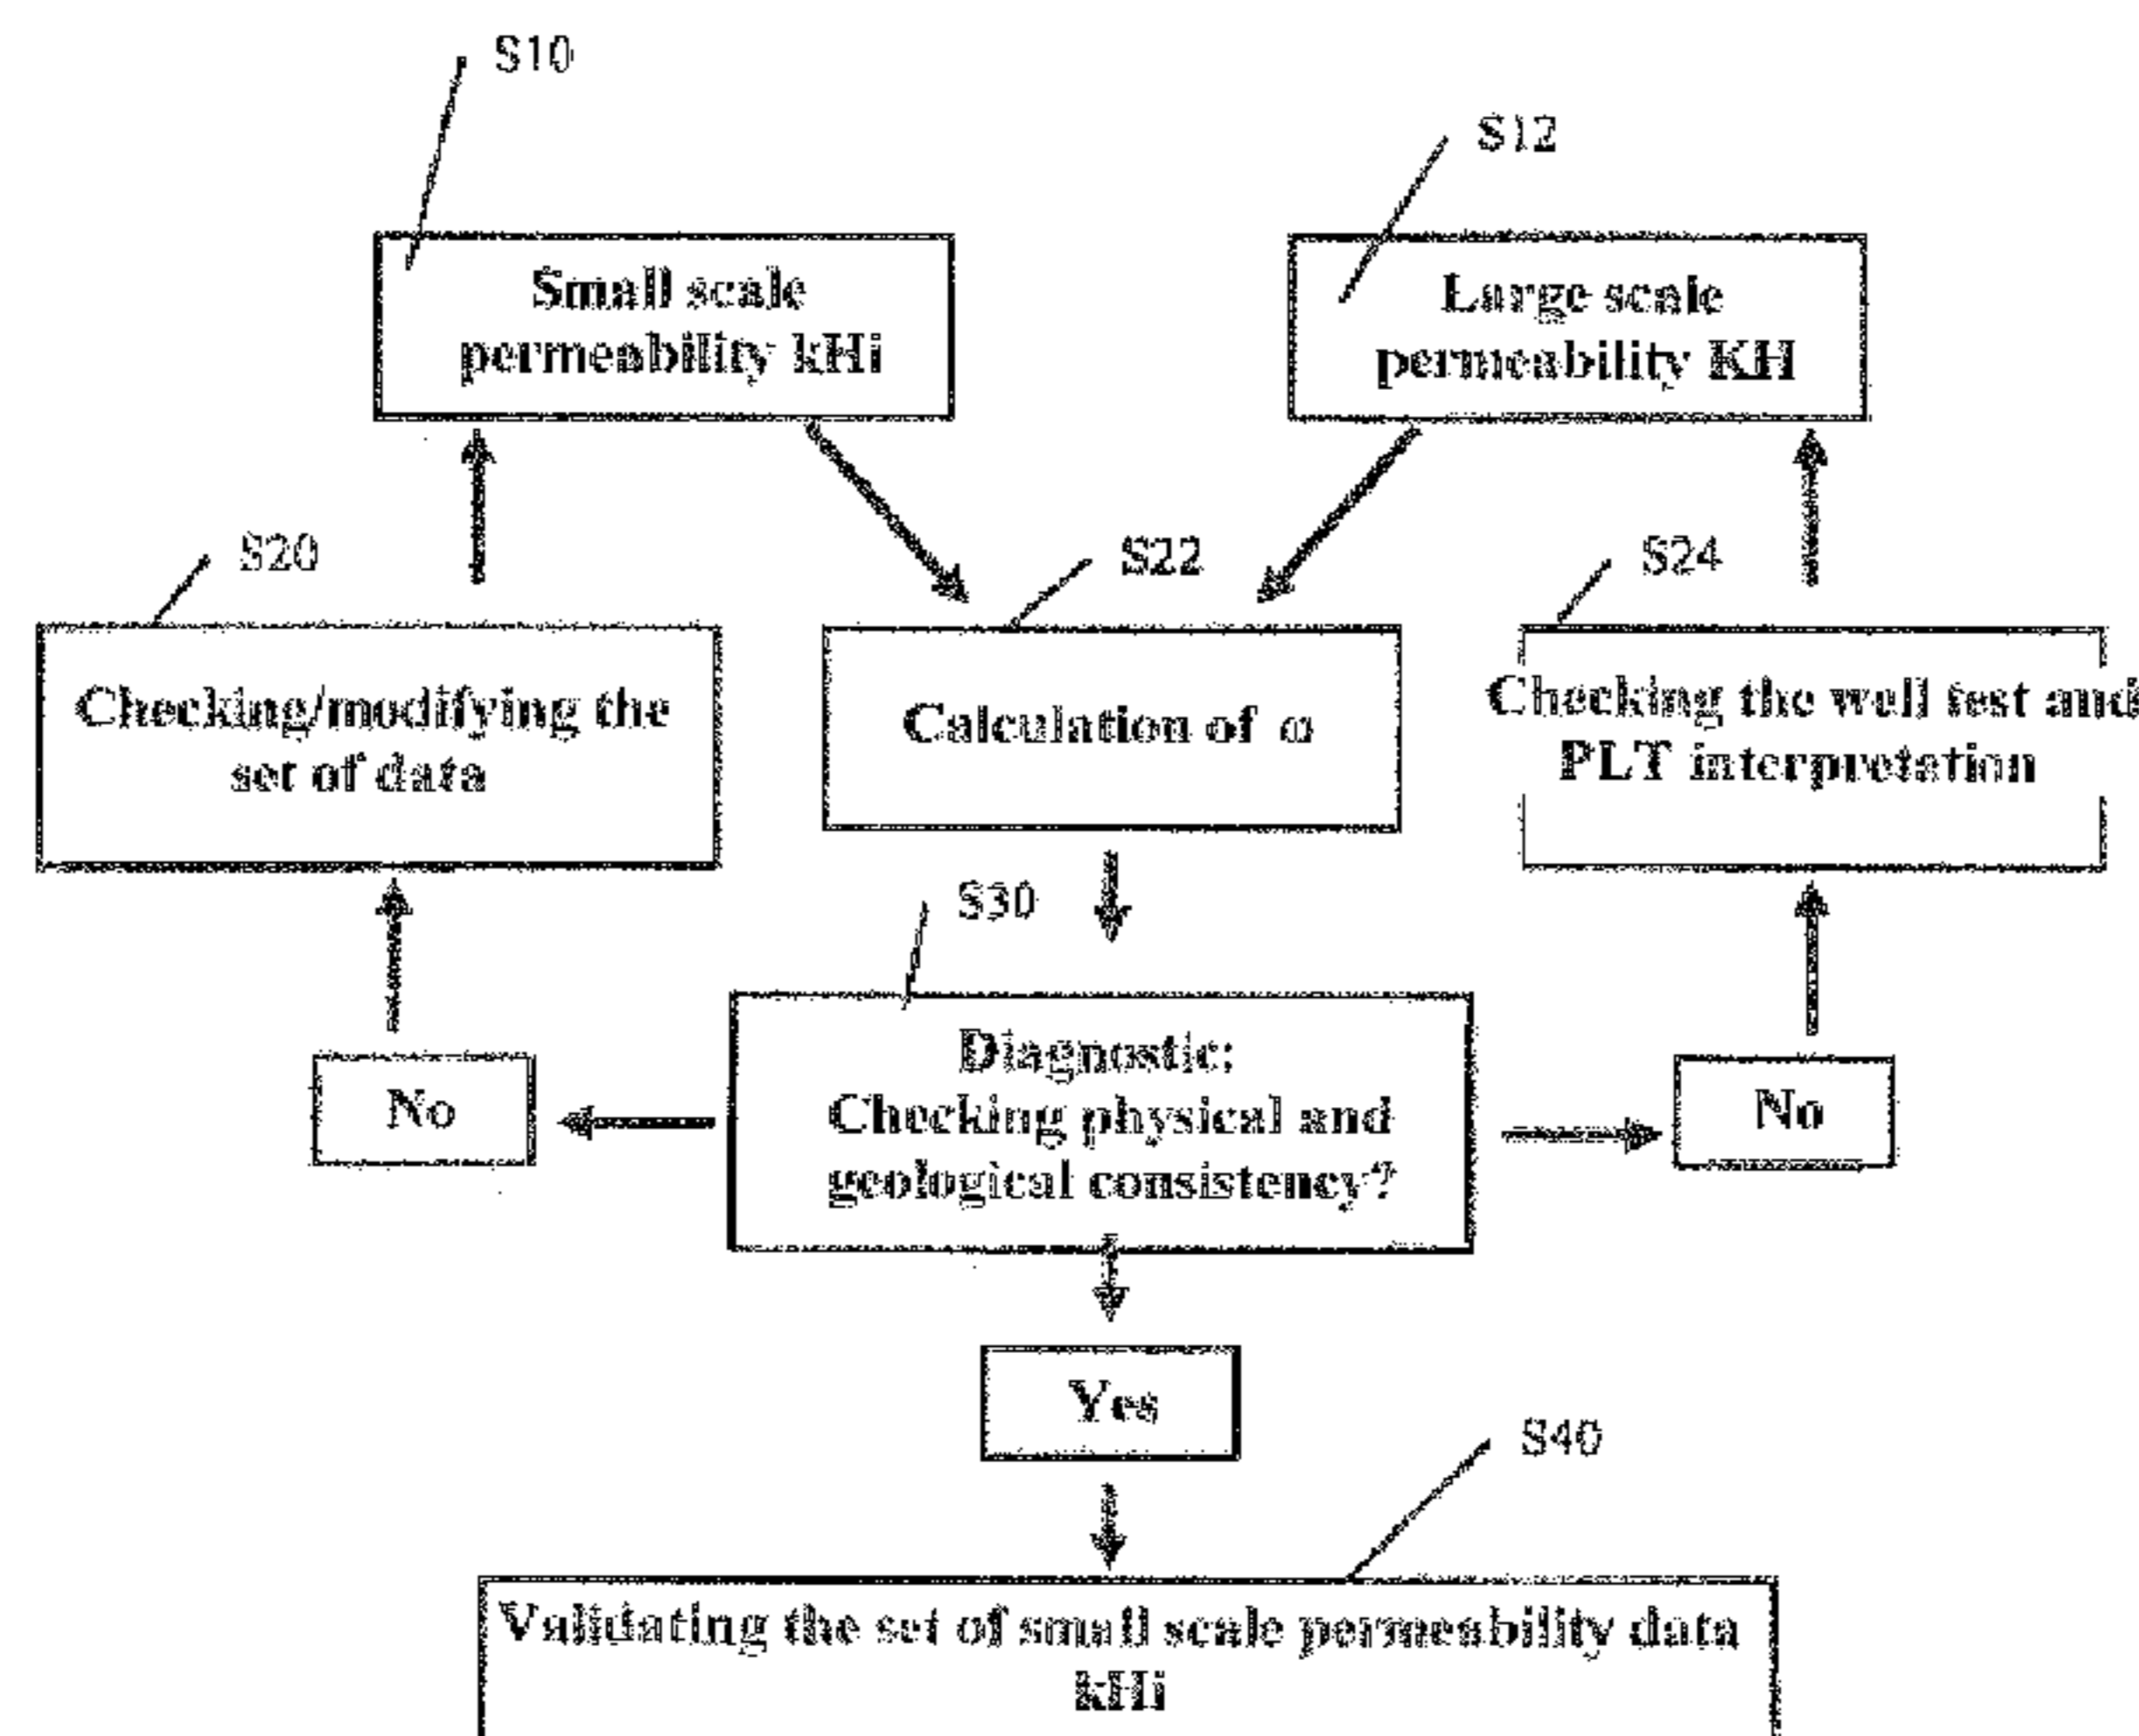 S10
S12
Small scale
permeability kHi
Large scale
permeability KH
S20
S22
S24
Checking/modifying the
set of data
Calculation of α
Checking the well test and
PLT interpretation
S30
Diagnostic:
Checking physical and
geological consistency?
No
No
Yes
S40
Validating the set of small scale permeability data
kHi